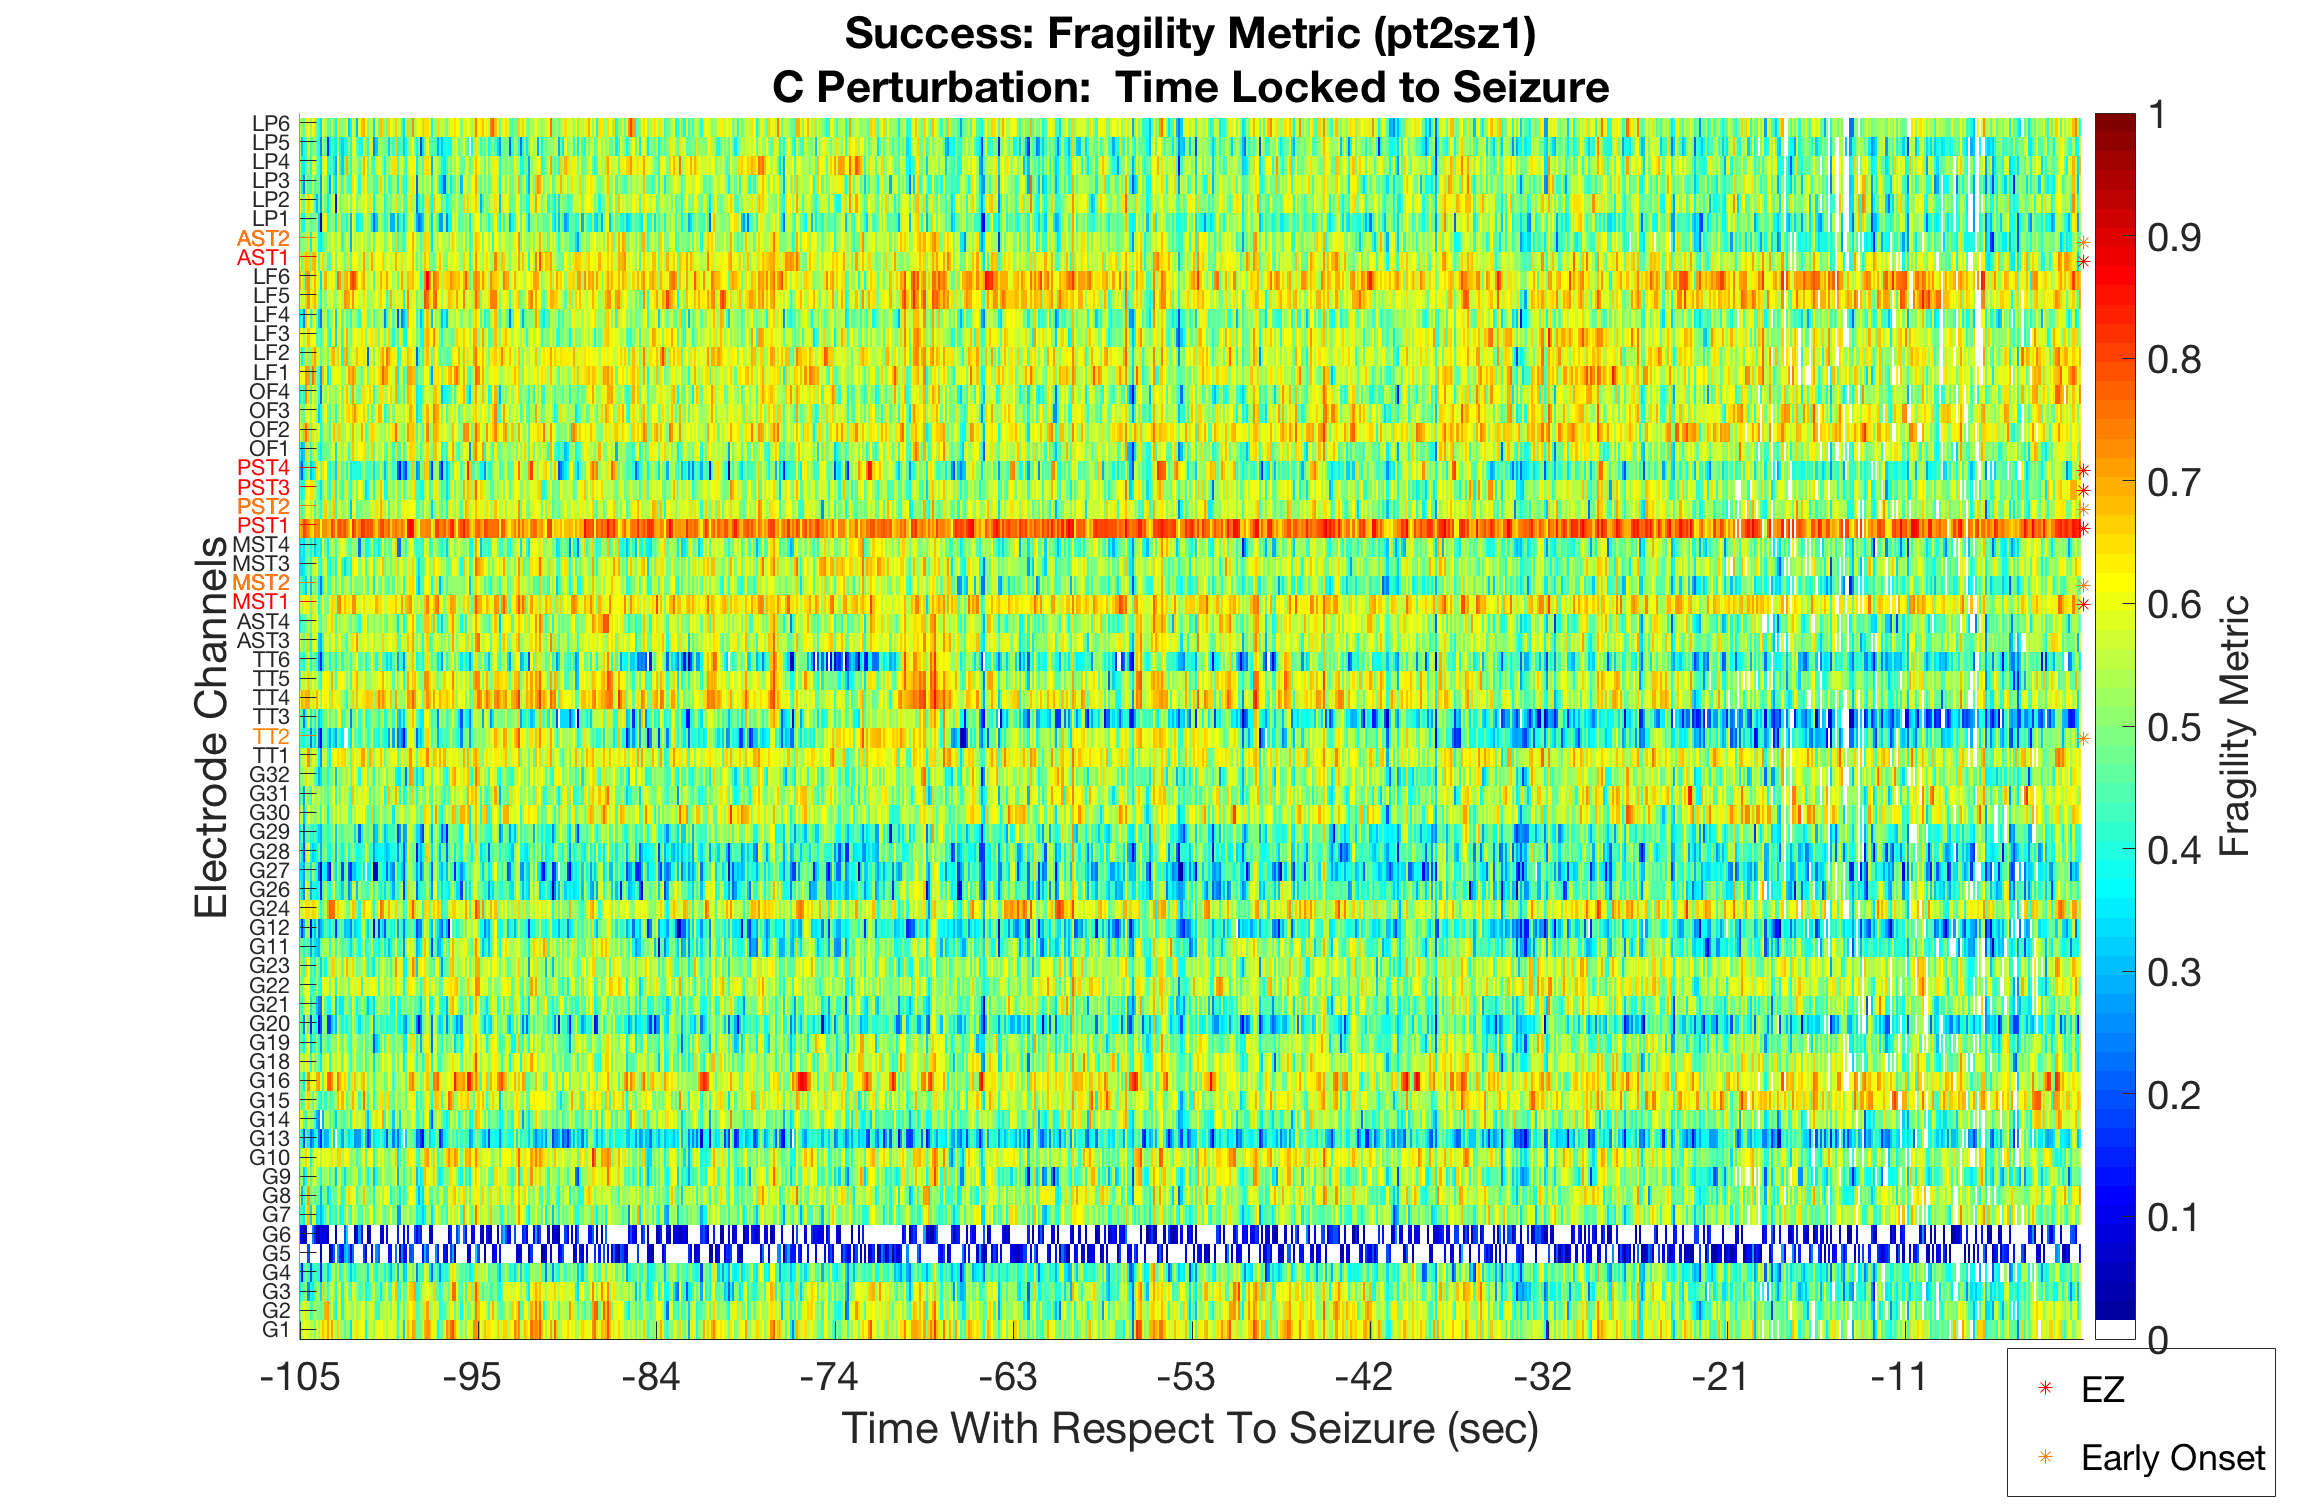 Success: Fragility Metric (pt2sz1)
C Perturbation: Time Locked to Seizure
Electrode Channels
LP6
LP5
LP4
LP3
LP2
LP1
AST2
AST1
LF6
LF5
LF4
LF3
LF2
LF1
OF4
OF3
OF2
OF1
PST4
PST3
PST2
PST1
MST4
MST3
MST2
MST1
AST4
AST3
TT6
TT5
TT4
TT3
TT2
TT1
G32
G31
G30
G29
G28
G27
G26
G24
G12
G11
G23
G22
G21
G20
G19
G18
G16
G15
G14
G13
G10
G9
G8
G7
G6
G5
G4
G3
G2
G1
-105 -95 -84 -74 -63 -53 -42 -32 -21 -11
Time With Respect To Seizure (sec)
1
0.9
0.8
0.7
0.6
0.5
0.4
0.3
0.2
0.1
0
Fragility Metric
EZ
Early Onset